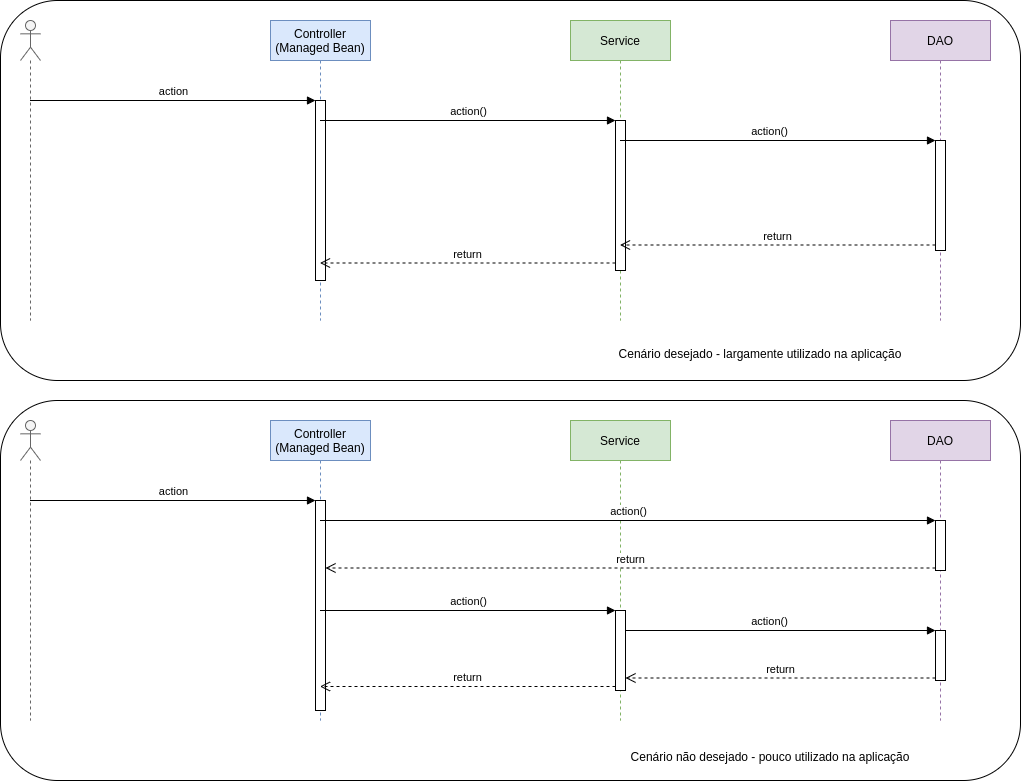 Controller
(Managed Bean)
Service
DAO
action
action()
action()
return
return
Cenário desejado - largamente utilizado na aplicação
Controller
(Managed Bean)
Service
DAO
action
action()
return
action()
action()
return
return
Cenário não desejado - pouco utilizado na aplicação